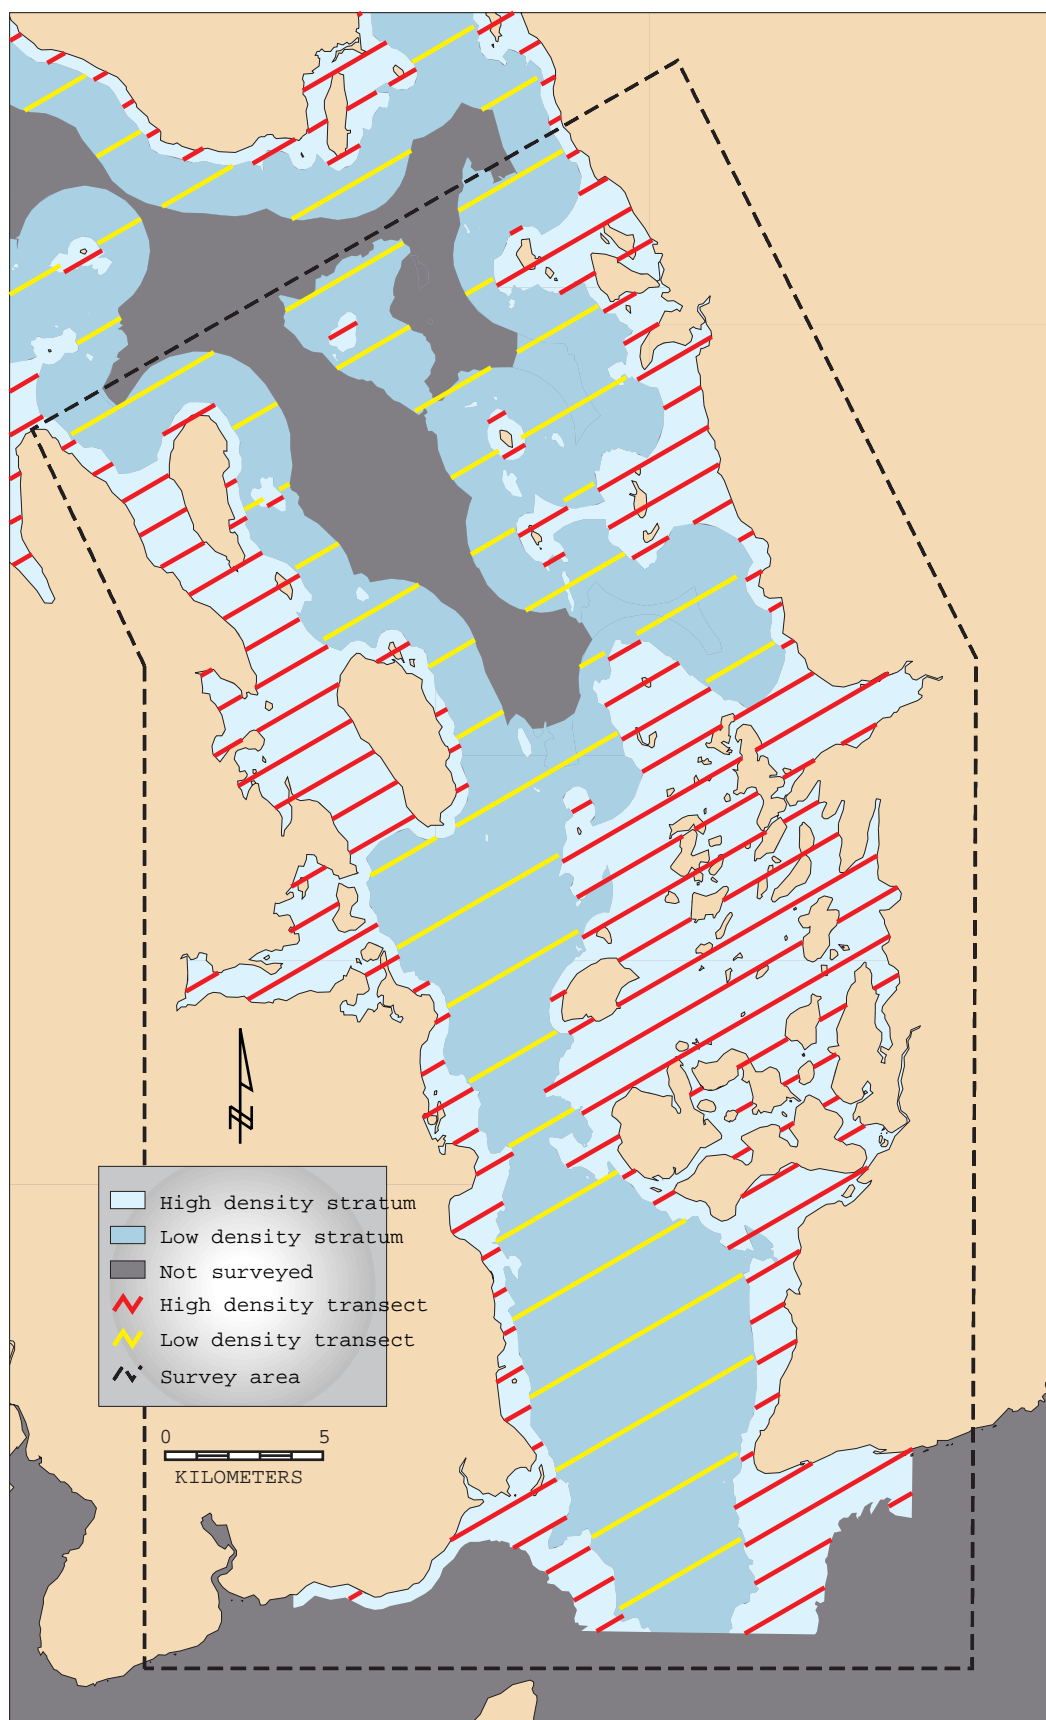 High density stratum
Low density stratum
Not surveyed
High density transect
Low density transect
Survey area
0 5
KILOMETERS
N